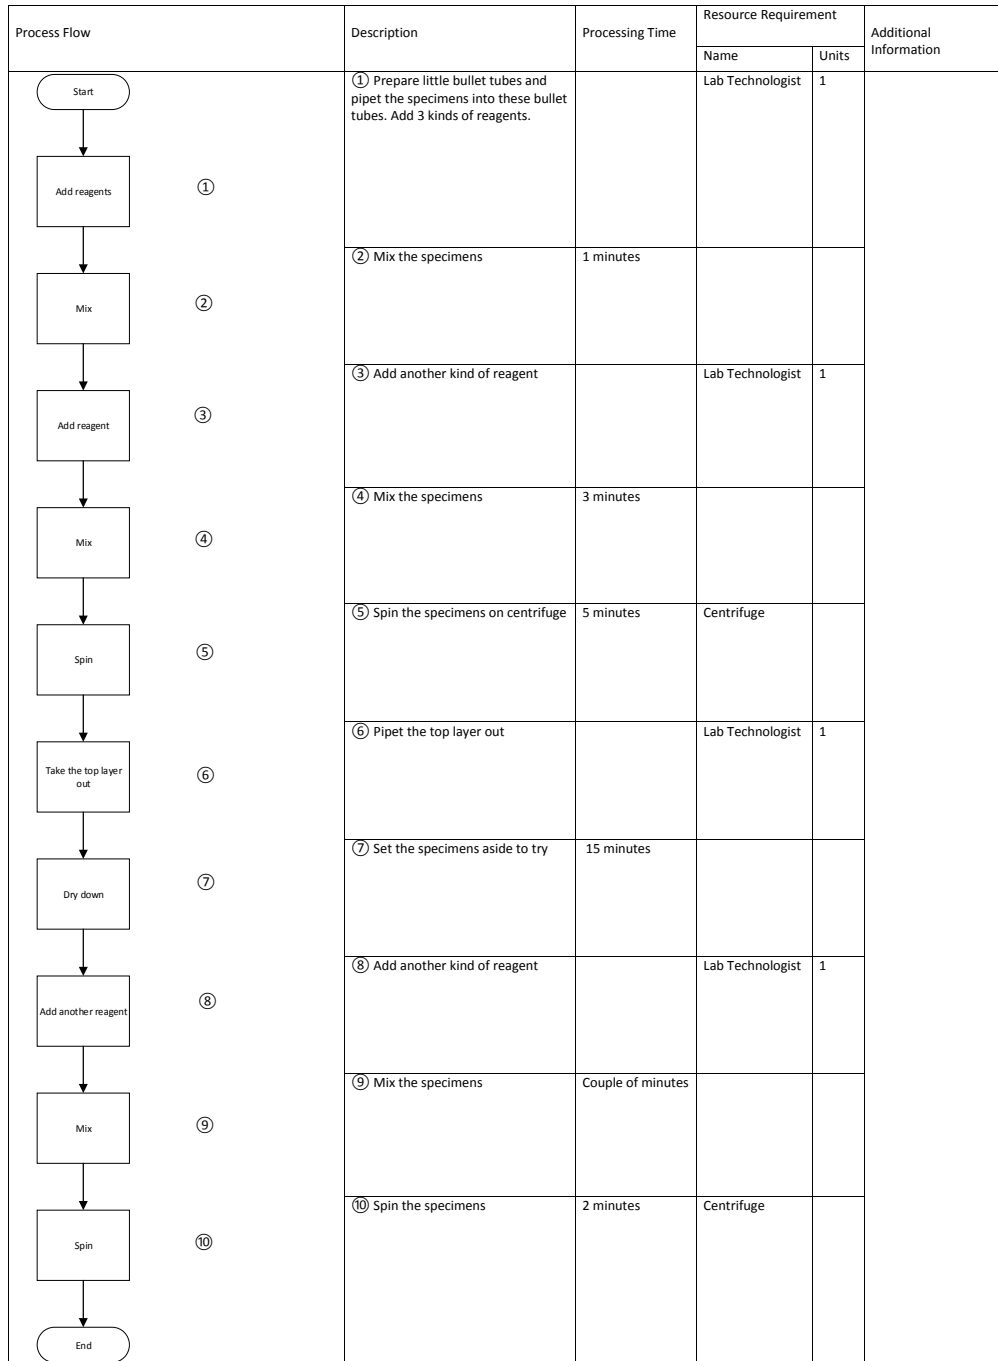 Process Flow
Description
Processing Time
Resource Requirement
Additional
Information
Name
Units
Start
① Prepare little bullet tubes and
pipet the specimens into these bullet
tubes. Add 3 kinds of reagents.
Lab Technologist
1
Add reagents
①
② Mix the specimens
1 minutes
Mix
②
③ Add another kind of reagent
Lab Technologist
1
Add reagent
③
④ Mix the specimens
3 minutes
Mix
④
⑤ Spin the specimens on centrifuge
5 minutes
Centrifuge
Spin
⑤
⑥ Pipet the top layer out
Lab Technologist
1
Take the top layer
out
⑥
⑦ Set the specimens aside to try
15 minutes
Dry down
⑦
⑧ Add another kind of reagent
Lab Technologist
1
Add another reagent
⑧
⑨ Mix the specimens
Couple of minutes
Mix
⑨
⑩ Spin the specimens
2 minutes
Centrifuge
Spin
⑩
End